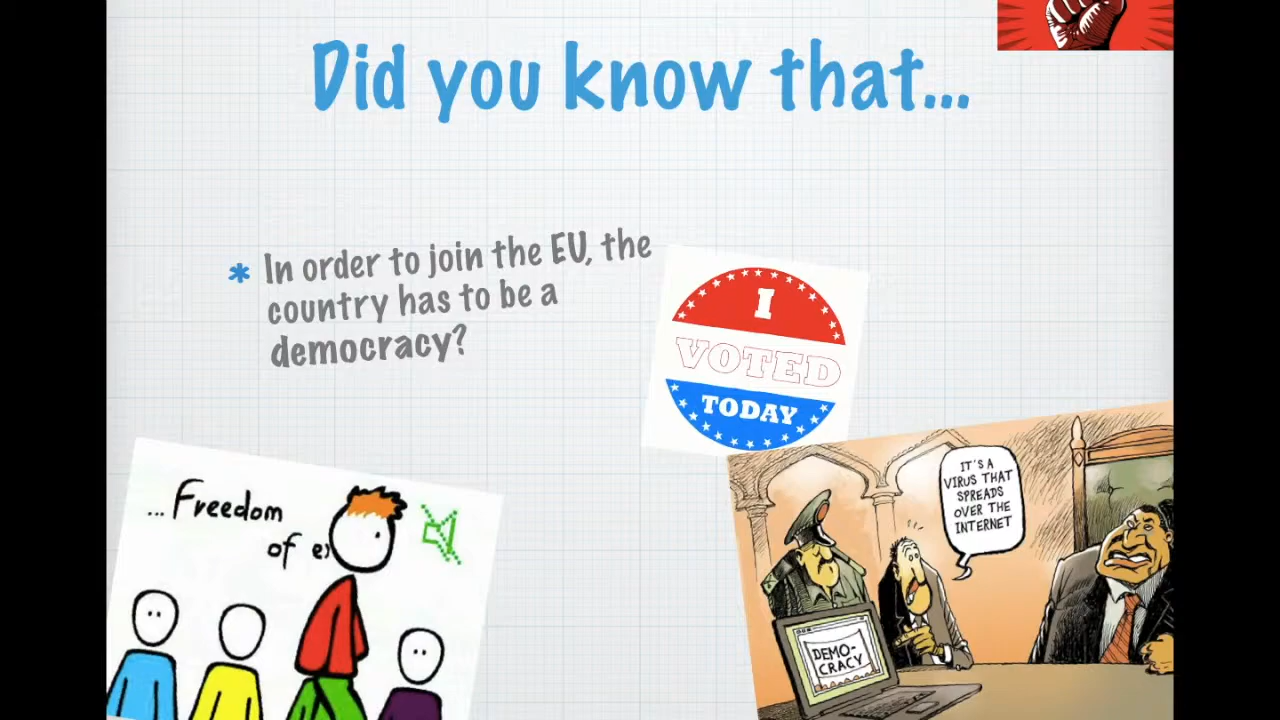 Did you know that...
* In order to join the EU, the
country has to be a
democracy?
I
VOTED
TODAY
...Freedom
of ex
IT'S A
VIRUS THAT
SPREADS
OVER THE
INTERNET
DEMO-
CRACY